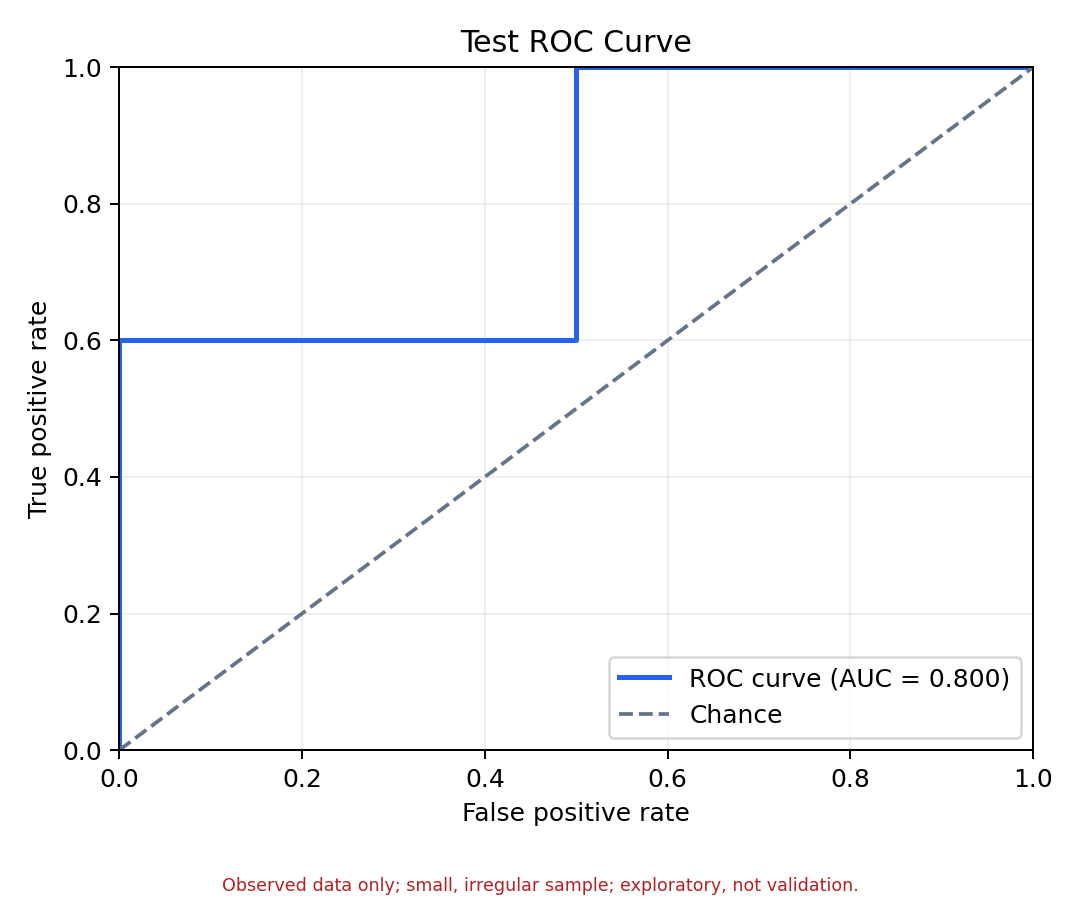 Test ROC Curve
1.0
0.8
0.6
0.4
0.2
0.0
True positive rate
0.0 0.2 0.4 0.6 0.8 1.0
False positive rate
ROC curve (AUC = 0.800)
Chance
Observed data only; small, irregular sample; exploratory, not validation.